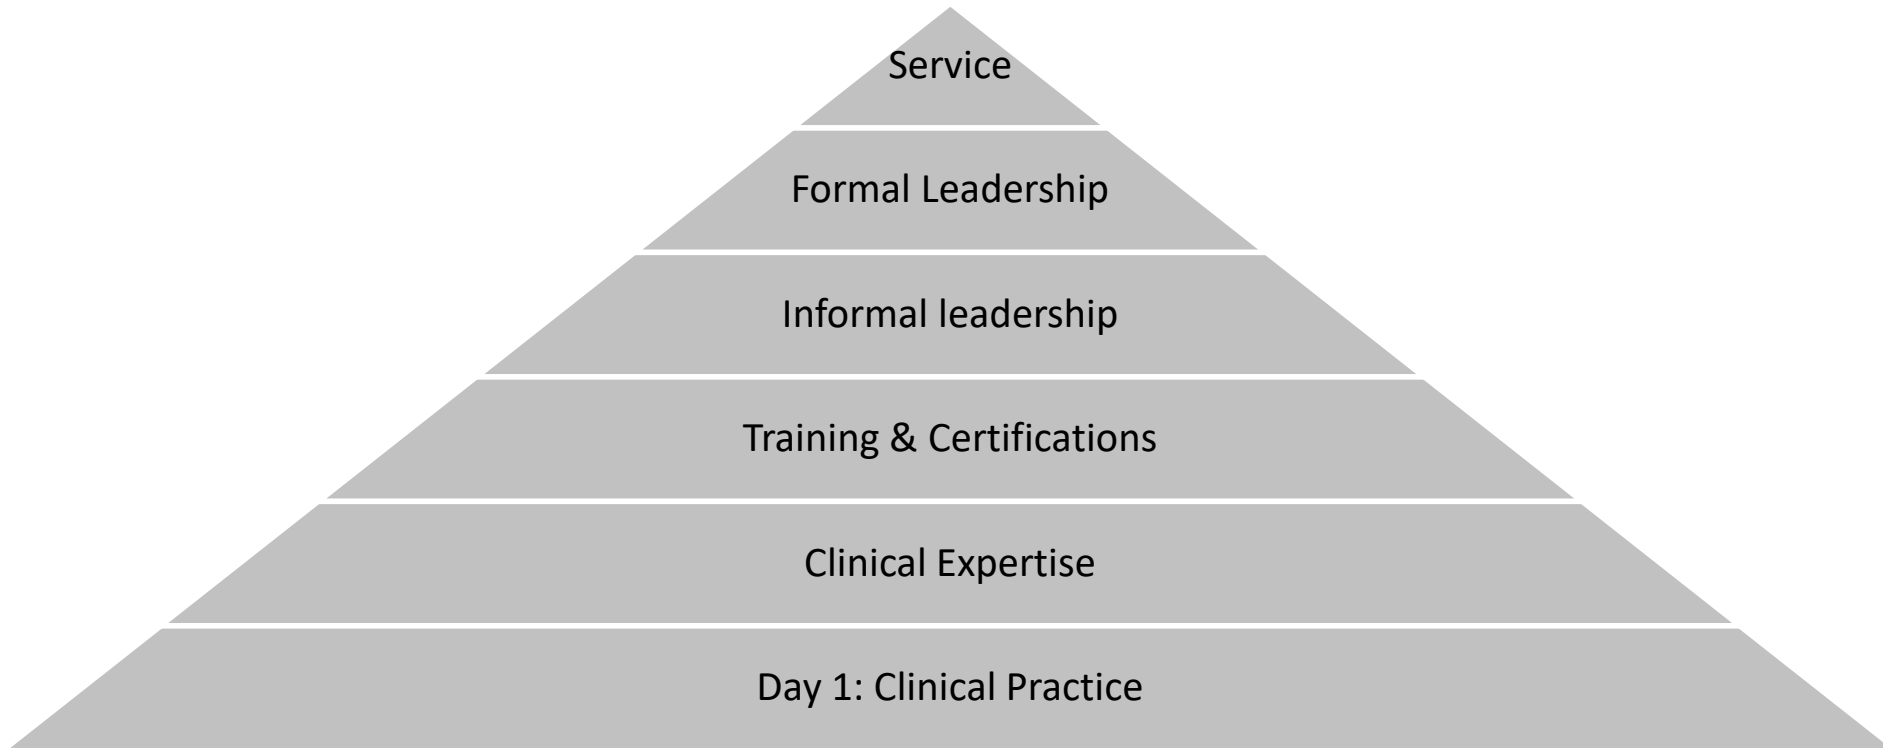 Service
Formal Leadership
Informal leadership
Training & Certifications
Clinical Expertise
Day 1: Clinical Practice